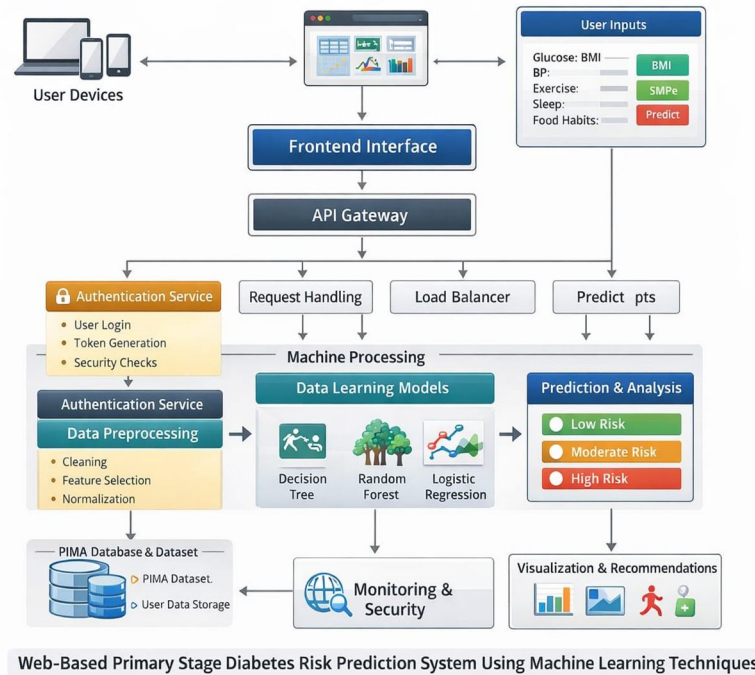 User Devices
User Inputs
Glucose: BMI
BP:
Exercise:
Sleep:
Food Habits:
BMI
SMPe
Predict
Frontend Interface
API Gateway
Authentication Service
User Login
Token Generation
Security Checks
Request Handling
Load Balancer
Predict pts
Machine Processing
Authentication Service
Data Preprocessing
Cleaning
Feature Selection
Normalization
Data Learning Models
Decision
Tree
Random
Forest
Logistic
Regression
Prediction & Analysis
Low Risk
Moderate Risk
High Risk
PIMA Database & Dataset
PIMA Dataset.
User Data Storage
Monitoring &
Security
Visualization & Recommendations
Web-Based Primary Stage Diabetes Risk Prediction System Using Machine Learning Techniques